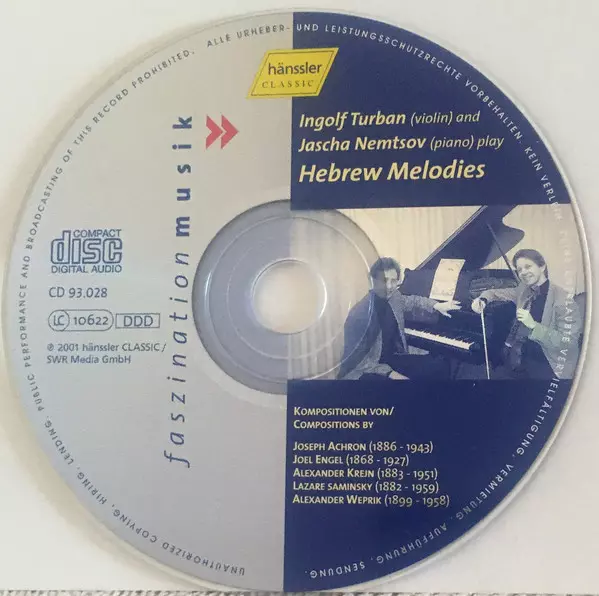 hänssler
CLASSIC
Ingolf Turban (violin) and
Jascha Nemtsov (piano) play
Hebrew Melodies
faszination musik
COMPACT
disc
DIGITAL AUDIO
CD 93.028
LC 10622 DDD
℗ 2001 hänssler CLASSIC /
SWR Media GmbH
KOMPOSITIONEN VON/
COMPOSITIONS BY
JOSEPH ACHRON (1886 - 1943)
JOEL ENGEL (1868 - 1927)
ALEXANDER KREIN (1883 - 1951)
LAZARE SAMINSKY (1882 - 1959)
ALEXANDER WEPRIK (1899 - 1958)
ALLE URHEBER- UND LEISTUNGSSCHUTZRECHTE VORBEHALTEN. KEIN VERLEIH, VERVIELFÄLTIGUNG, VERMIETUNG, AUFFÜHRUNG, SENDUNG.
UNAUTHORIZED COPYING, HIRING, LENDING, PUBLIC PERFORMANCE AND BROADCASTING OF THIS RECORD PROHIBITED.